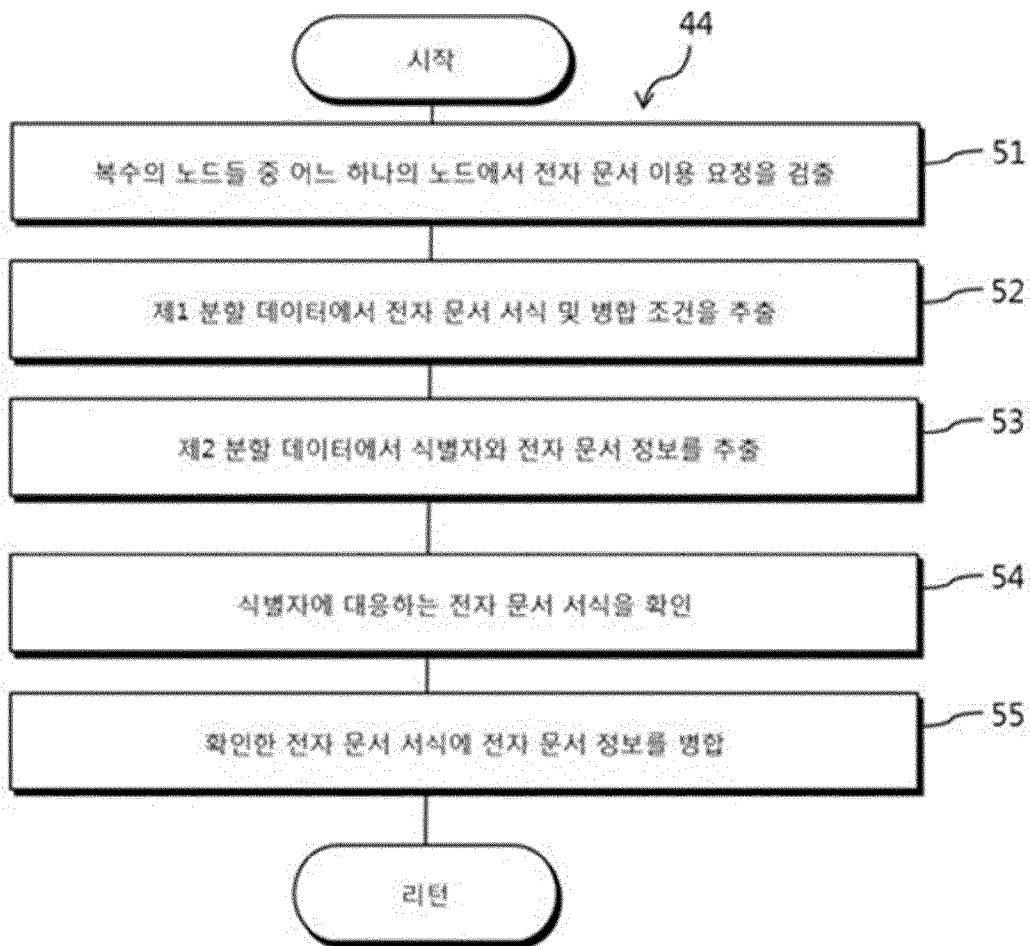 시작
44
복수의 노드들 중 어느 하나의 노드에서 전자 문서 이용 요청을 검출
51
제1 분할 데이터에서 전자 문서 서식 및 병합 조건을 추출
52
제2 분할 데이터에서 식별자와 전자 문서 정보를 추출
53
식별자에 대응하는 전자 문서 서식을 확인
54
확인한 전자 문서 서식에 전자 문서 정보를 병합
55
리턴